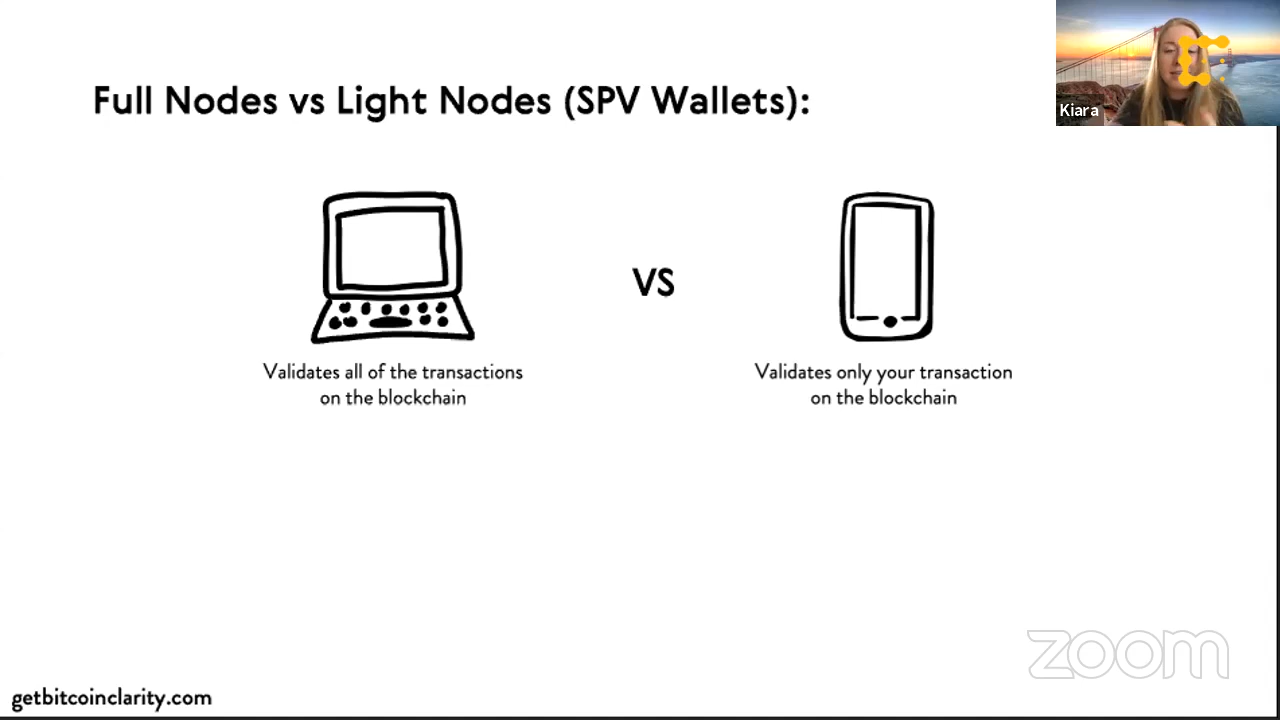 Full Nodes vs Light Nodes (SPV Wallets):
Kiara
VS
Validates all of the transactions
on the blockchain
Validates only your transaction
on the blockchain
zoom
getbitcoinclarity.com